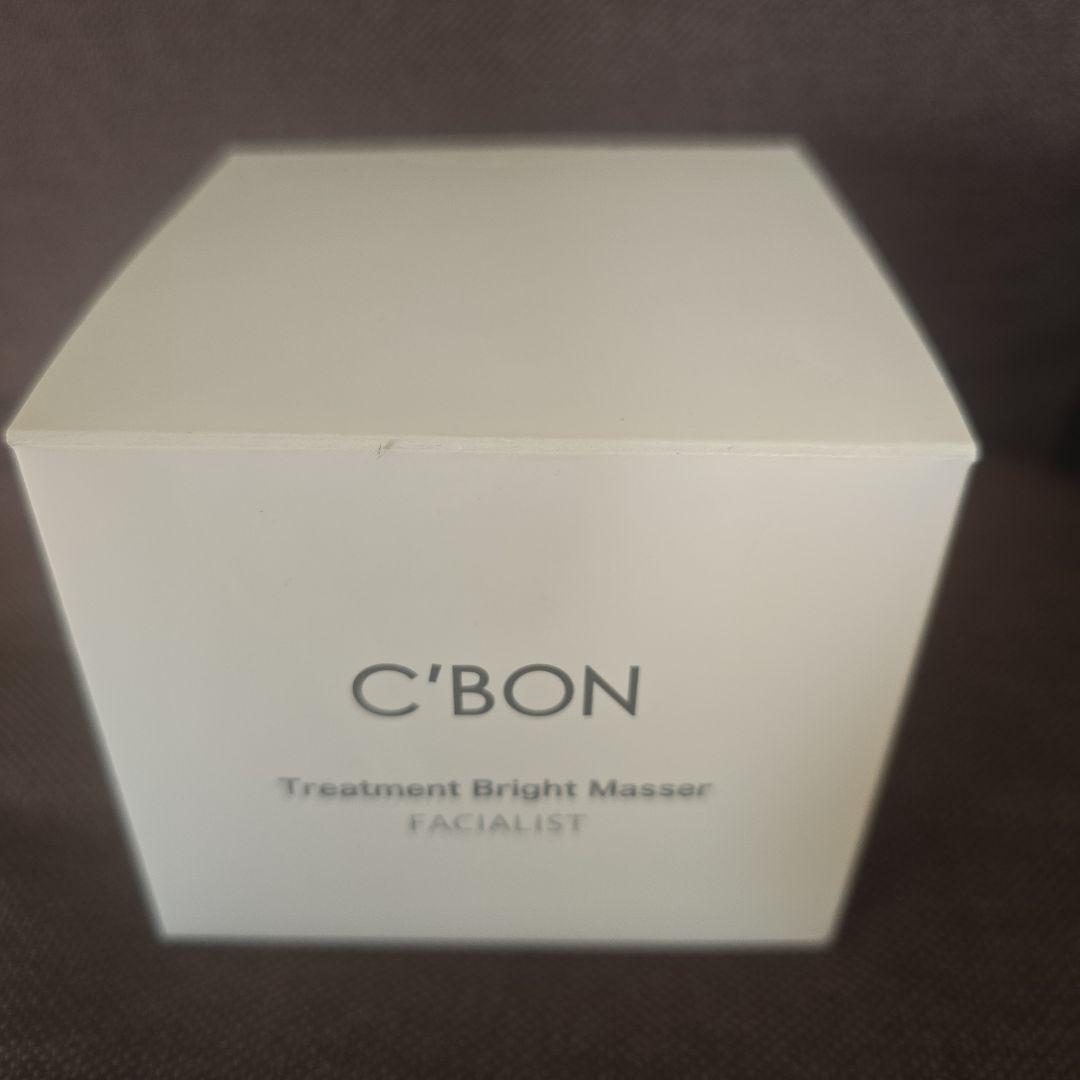 C'BON
Treatment Bright Masser
FACIALIST